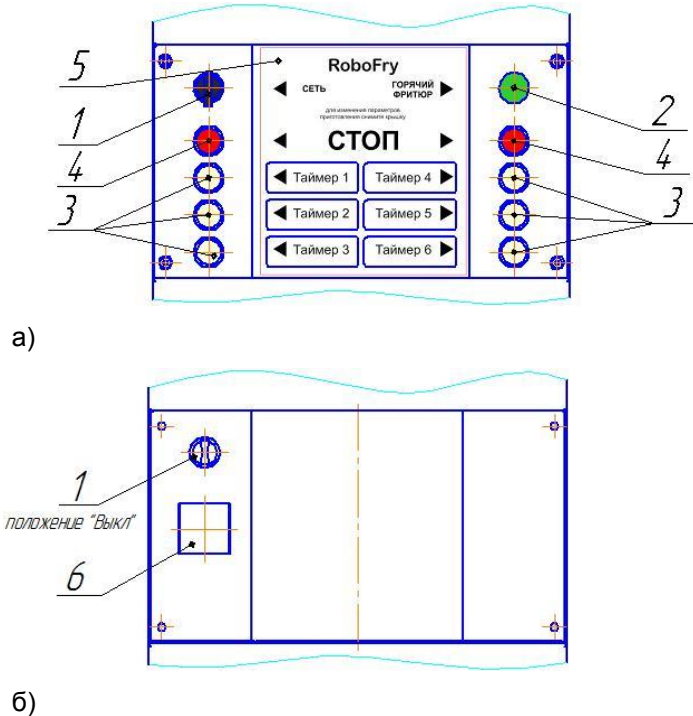 RoboFry
5
СЕТЬ
ГОРЯЧИЙ
ФРИТЮР
1
2
для изменения параметров
приготовления снимите крышку
СТОП
4
4
Таймер 1
Таймер 4
3
3
Таймер 2
Таймер 5
Таймер 3
Таймер 6
а)
1
положение "Выкл"
6
б)